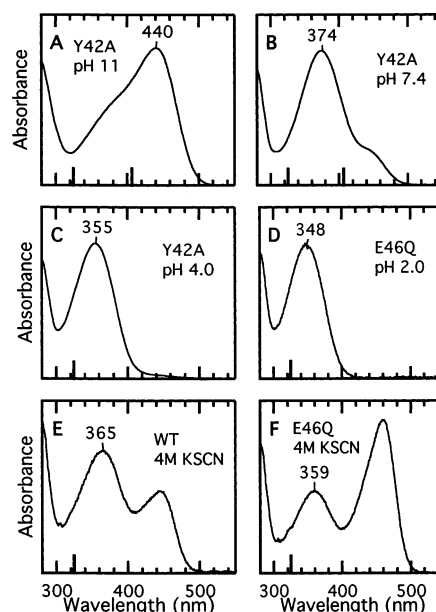 A
Y42A
pH 11
440
B
374
Y42A
pH 7.4
Absorbance
C
355
Y42A
pH 4.0
D
348
E46Q
pH 2.0
Absorbance
E
365
WT
4M KSCN
F
E46Q
4M KSCN
359
Absorbance
300 400 500
300 400 500
Wavelength (nm)
Wavelength (nm)